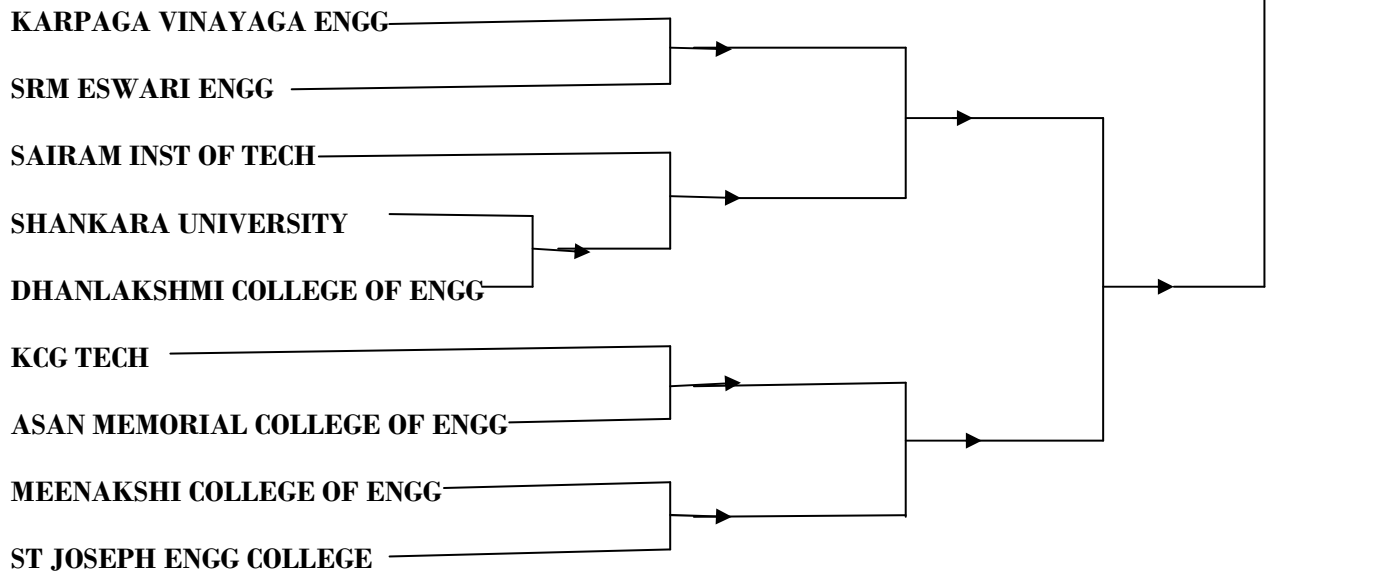 KARPAGA VINAYAGA ENGG
SRM ESWARI ENGG
SAIRAM INST OF TECH
SHANKARA UNIVERSITY
DHANLAKSHMI COLLEGE OF ENGG
KCG TECH
ASAN MEMORIAL COLLEGE OF ENGG
MEENAKSHI COLLEGE OF ENGG
ST JOSEPH ENGG COLLEGE